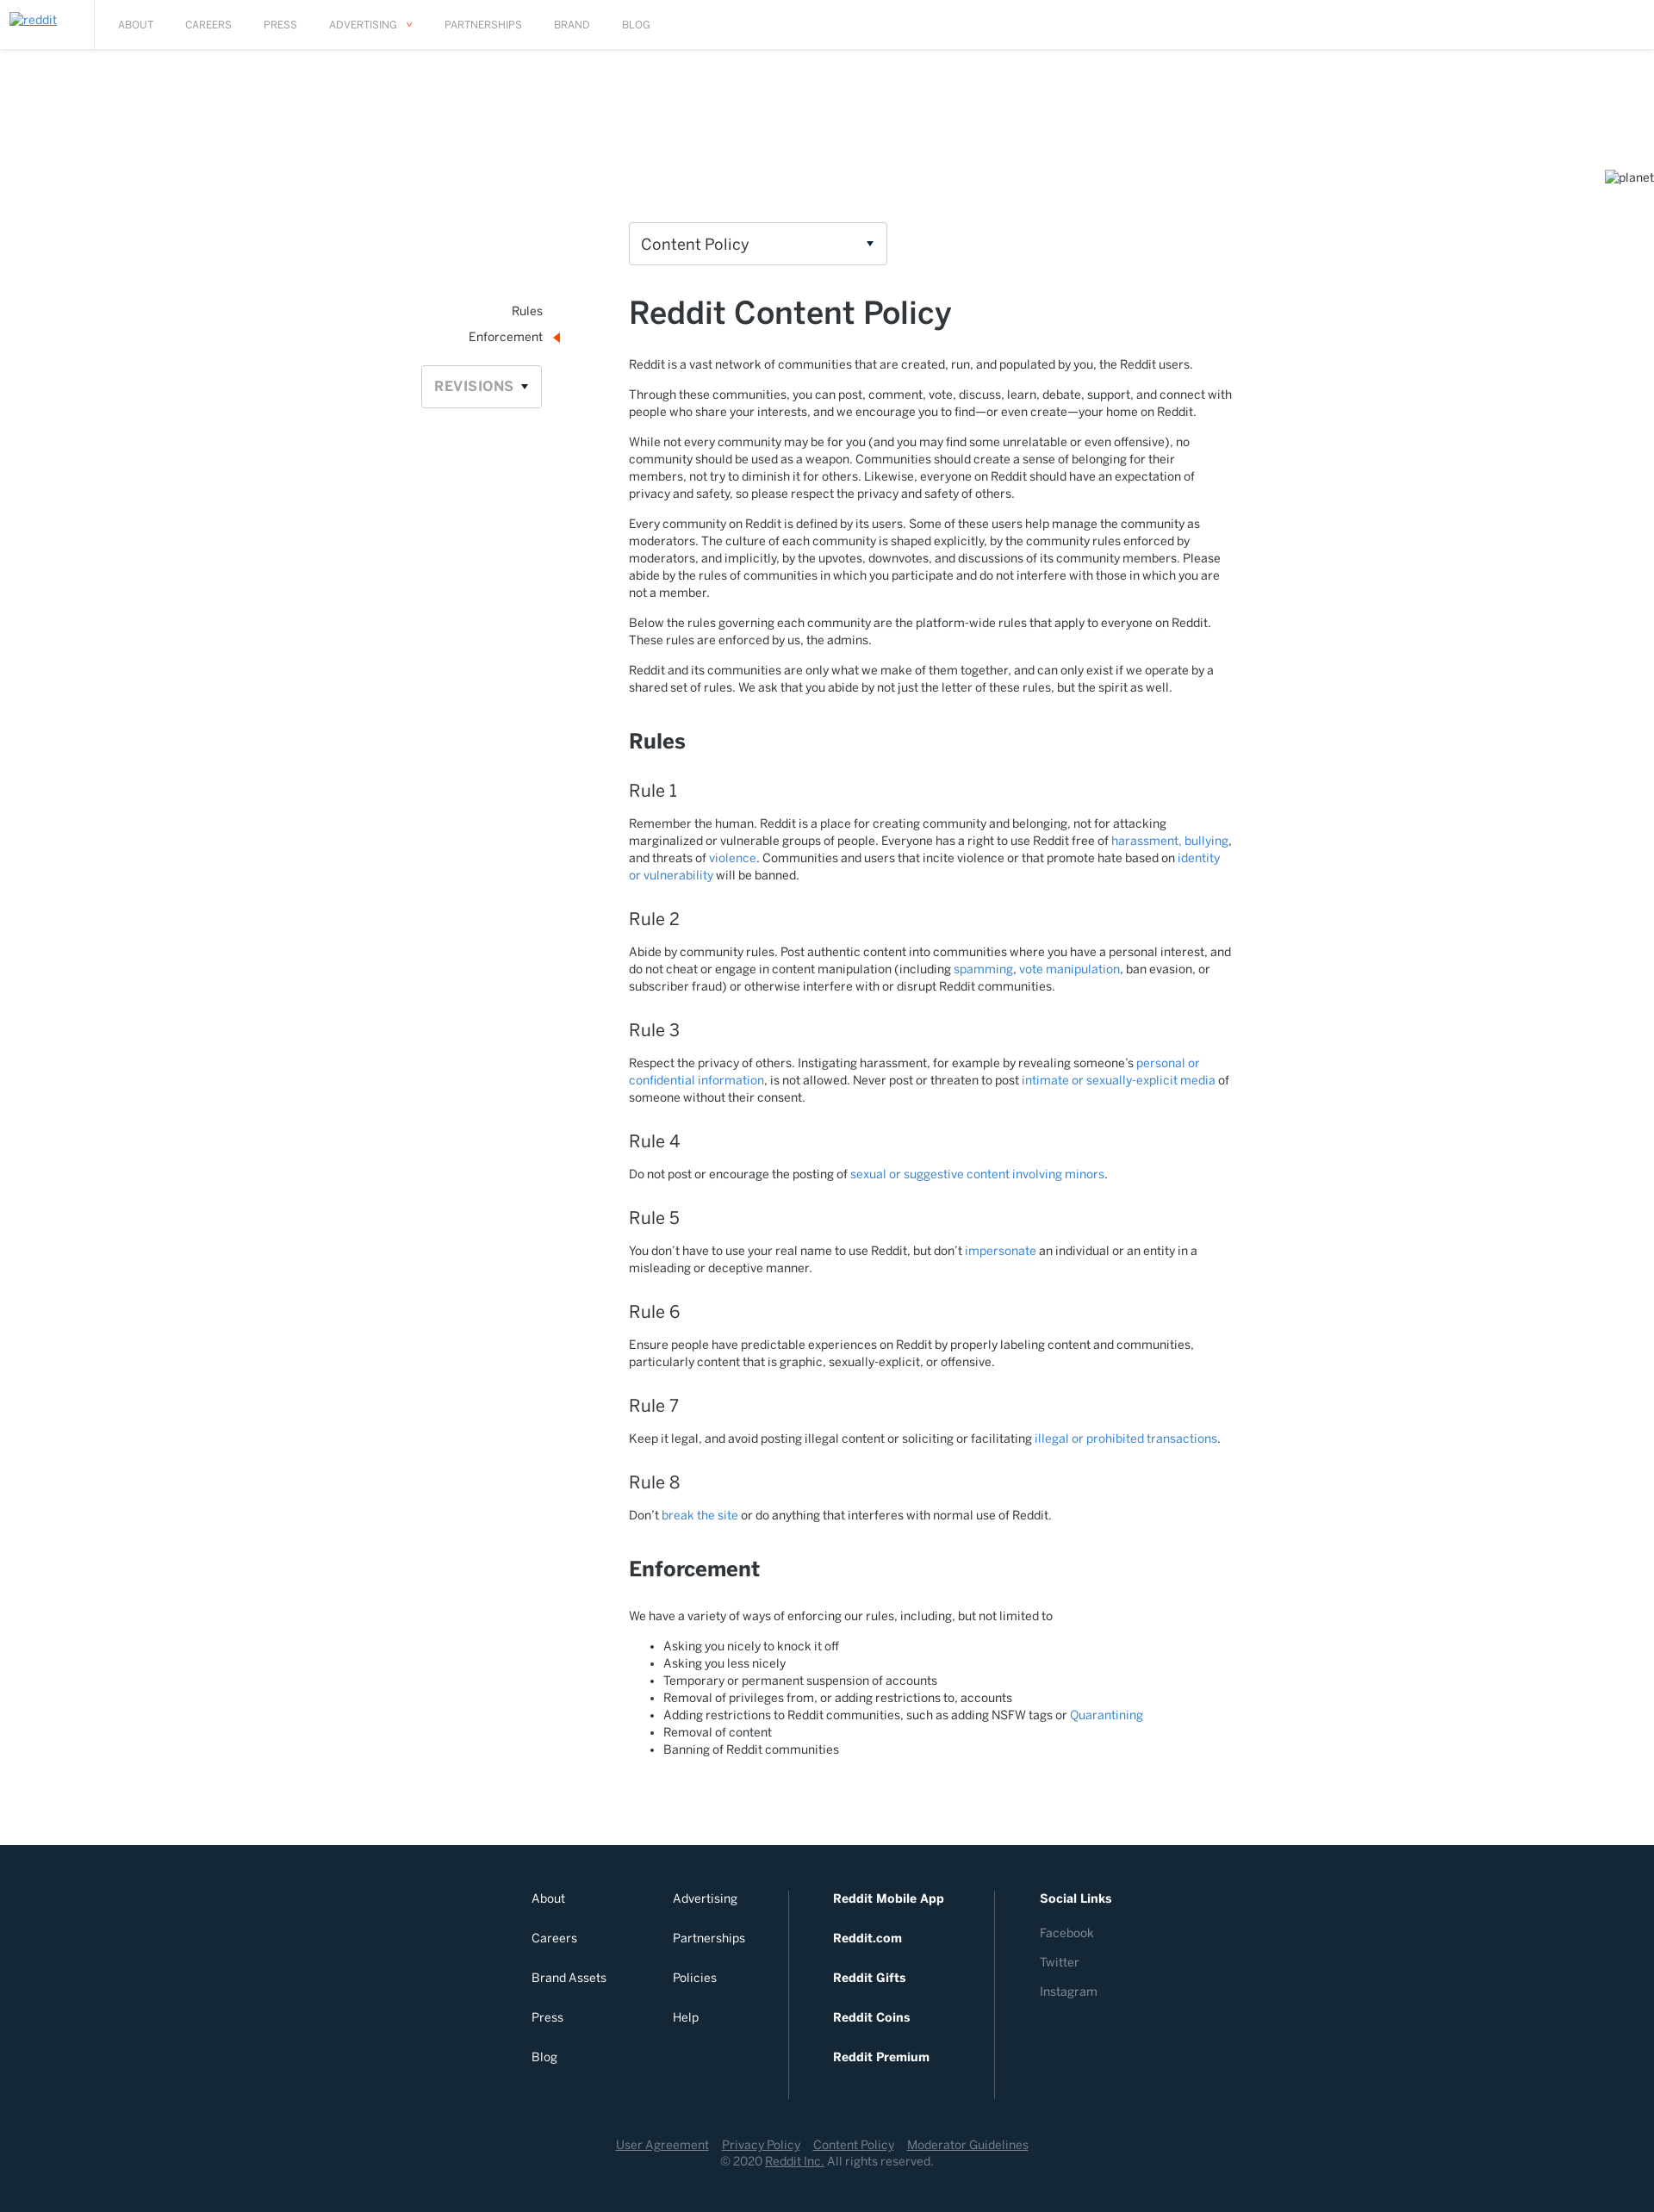 reddit
ABOUT CAREERS PRESS ADVERTISING PARTNERSHIPS BRAND BLOG
planet
Content Policy
Rules
Enforcement
REVISIONS
Reddit Content Policy
Reddit is a vast network of communities that are created, run, and populated by you, the Reddit users.
Through these communities, you can post, comment, vote, discuss, learn, debate, support, and connect with
people who share your interests, and we encourage you to find—or even create—your home on Reddit.
While not every community may be for you (and you may find some unrelatable or even offensive), no
community should be used as a weapon. Communities should create a sense of belonging for their
members, not try to diminish it for others. Likewise, everyone on Reddit should have an expectation of
privacy and safety, so please respect the privacy and safety of others.
Every community on Reddit is defined by its users. Some of these users help manage the community as
moderators. The culture of each community is shaped explicitly, by the community rules enforced by
moderators, and implicitly, by the upvotes, downvotes, and discussions of its community members. Please
abide by the rules of communities in which you participate and do not interfere with those in which you are
not a member.
Below the rules governing each community are the platform-wide rules that apply to everyone on Reddit.
These rules are enforced by us, the admins.
Reddit and its communities are only what we make of them together, and can only exist if we operate by a
shared set of rules. We ask that you abide by not just the letter of these rules, but the spirit as well.
Rules
Rule 1
Remember the human. Reddit is a place for creating community and belonging, not for attacking
marginalized or vulnerable groups of people. Everyone has a right to use Reddit free of harassment, bullying,
and threats of violence. Communities and users that incite violence or that promote hate based on identity
or vulnerability will be banned.
Rule 2
Abide by community rules. Post authentic content into communities where you have a personal interest, and
do not cheat or engage in content manipulation (including spamming, vote manipulation, ban evasion, or
subscriber fraud) or otherwise interfere with or disrupt Reddit communities.
Rule 3
Respect the privacy of others. Instigating harassment, for example by revealing someone’s personal or
confidential information, is not allowed. Never post or threaten to post intimate or sexually-explicit media of
someone without their consent.
Rule 4
Do not post or encourage the posting of sexual or suggestive content involving minors.
Rule 5
You don’t have to use your real name to use Reddit, but don’t impersonate an individual or an entity in a
misleading or deceptive manner.
Rule 6
Ensure people have predictable experiences on Reddit by properly labeling content and communities,
particularly content that is graphic, sexually-explicit, or offensive.
Rule 7
Keep it legal, and avoid posting illegal content or soliciting or facilitating illegal or prohibited transactions.
Rule 8
Don’t break the site or do anything that interferes with normal use of Reddit.
Enforcement
We have a variety of ways of enforcing our rules, including, but not limited to
• Asking you nicely to knock it off
• Asking you less nicely
• Temporary or permanent suspension of accounts
• Removal of privileges from, or adding restrictions to, accounts
• Adding restrictions to Reddit communities, such as adding NSFW tags or Quarantining
• Removal of content
• Banning of Reddit communities
About
Careers
Brand Assets
Press
Blog
Advertising
Partnerships
Policies
Help
Reddit Mobile App
Reddit.com
Reddit Gifts
Reddit Coins
Reddit Premium
Social Links
Facebook
Twitter
Instagram
User Agreement Privacy Policy Content Policy Moderator Guidelines
© 2020 Reddit Inc. All rights reserved.